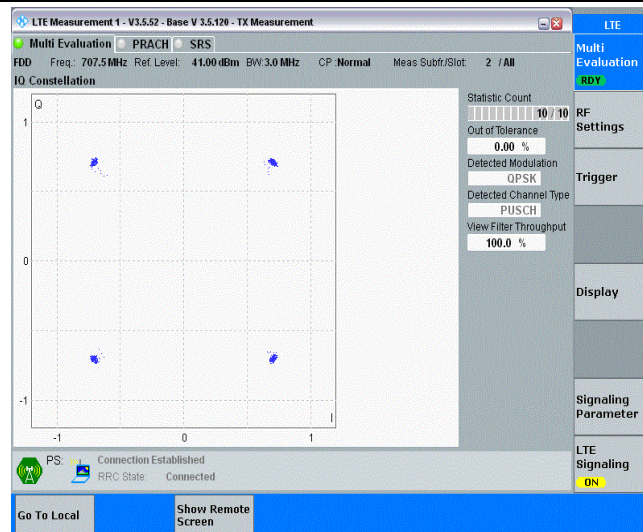 LTE Measurement 1 - V3.5.52 - Base V 3.5.120 - TX Measurement
LTE
Multi Evaluation PRACH SRS
FDD Freq.: 707.5 MHz Ref. Level: 41.00 dBm BW:3.0 MHz CP :Normal Meas Subfr./Slot: 2 / All
IQ Constellation
Q
1
0
-1
-1 0 1
I
Statistic Count
10 / 10
Out of Tolerance
0.00 %
Detected Modulation
QPSK
Detected Channel Type
PUSCH
View Filter Throughput
100.0 %
Multi
Evaluation
RDY
RF
Settings
Trigger
Display
Signaling
Parameter
LTE
Signaling
ON
PS: Connection Established
RRC State: Connected
Go To Local
Show Remote
Screen